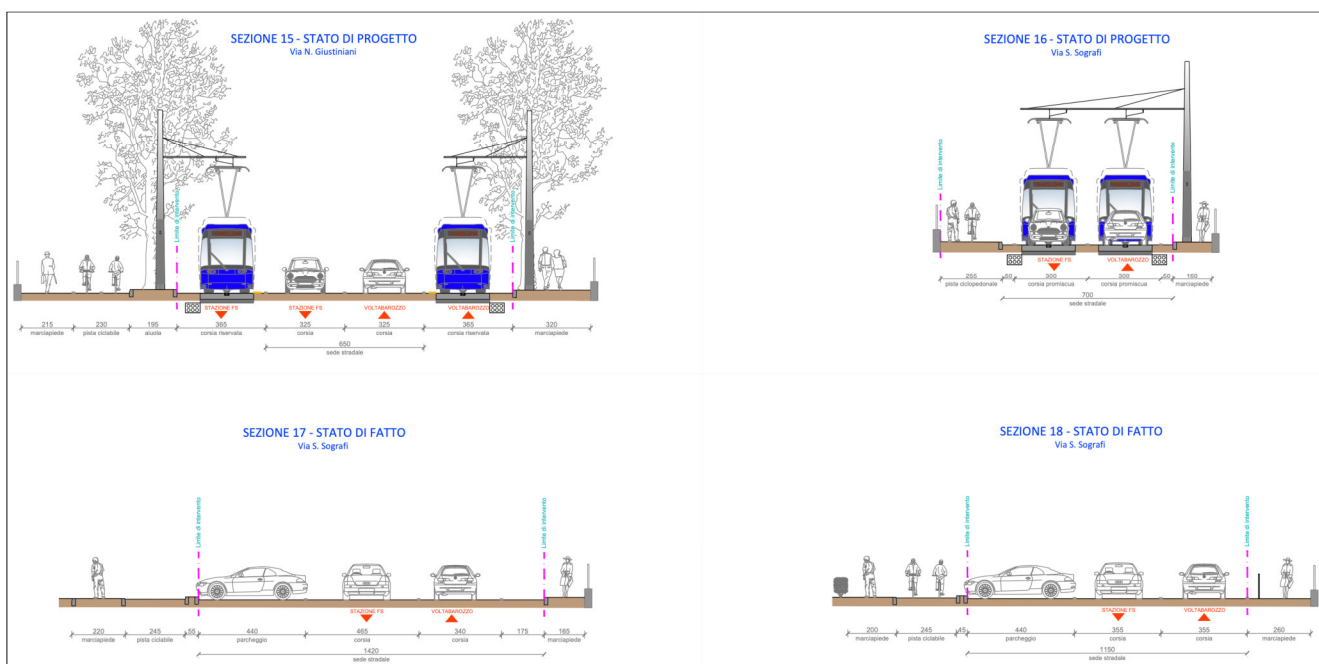 SEZIONE 15 - STATO DI PROGETTO
Via N. Giustiniani
Limite di intervento
Limite di intervento
STAZIONE FS
STAZIONE FS
VOLTABAROZZO
VOLTABAROZZO
215 230 195 365 325 325 365 320
marciapiede pista ciclabile aiuola corsia riservata corsia corsia corsia riservata marciapiede
650
sede stradale
SEZIONE 16 - STATO DI PROGETTO
Via S. Sografi
Limite di intervento
Limite di intervento
STAZIONE FS
VOLTABAROZZO
255 50 300 300 50 160
pista ciclopedonale corsia promiscua corsia promiscua marciapiede
700
sede stradale
SEZIONE 17 - STATO DI FATTO
Via S. Sografi
Limite di intervento
Limite di intervento
STAZIONE FS
VOLTABAROZZO
220 245 55 440 465 340 175 165
marciapiede pista ciclabile parcheggio corsia corsia marciapiede
1420
sede stradale
SEZIONE 18 - STATO DI FATTO
Via S. Sografi
Limite di intervento
Limite di intervento
STAZIONE FS
VOLTABAROZZO
200 245 45 440 355 355 260
marciapiede pista ciclabile parcheggio corsia corsia marciapiede
1150
sede stradale